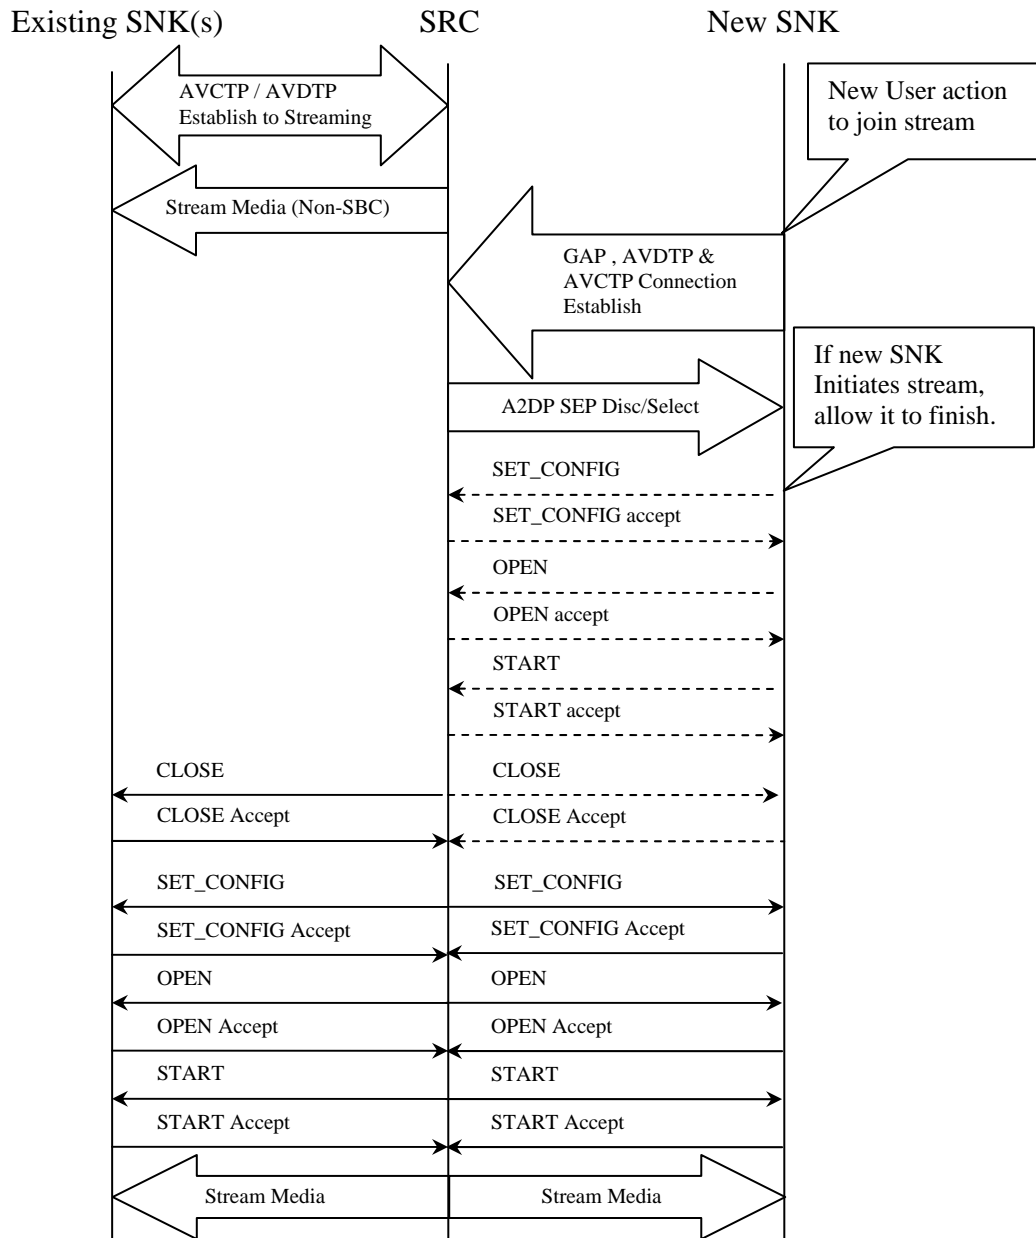 Existing SNK(s) SRC New SNK
AVCTP / AVDTP
Establish to Streaming
New User action
to join stream
Stream Media (Non-SBC)
GAP , AVDTP &
AVCTP Connection
Establish
If new SNK
Initiates stream,
allow it to finish.
A2DP SEP Disc/Select
SET_CONFIG
SET_CONFIG accept
OPEN
OPEN accept
START
START accept
CLOSE CLOSE
CLOSE Accept CLOSE Accept
SET_CONFIG SET_CONFIG
SET_CONFIG Accept SET_CONFIG Accept
OPEN OPEN
OPEN Accept OPEN Accept
START START
START Accept START Accept
Stream Media Stream Media